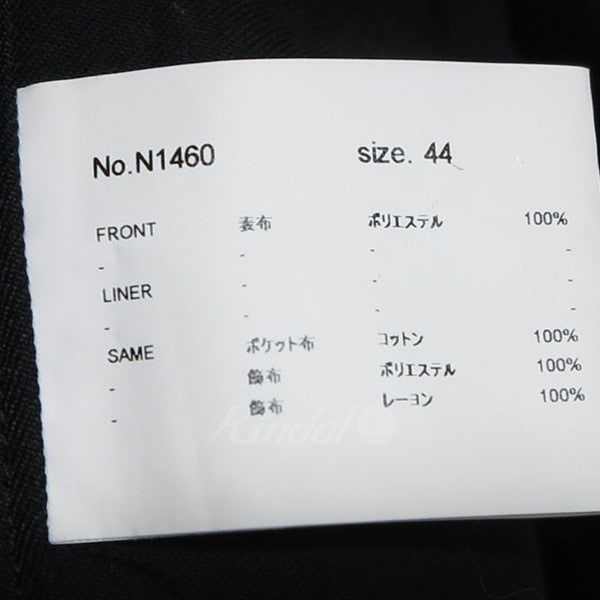 No.N1460 size. 44
FRONT 表布 ポリエステル 100%
- - - -
LINER - - -
- - - -
SAME ポケット布 コットン 100%
- 飾布 ポリエステル 100%
- 飾布 レーヨン 100%
Kindal